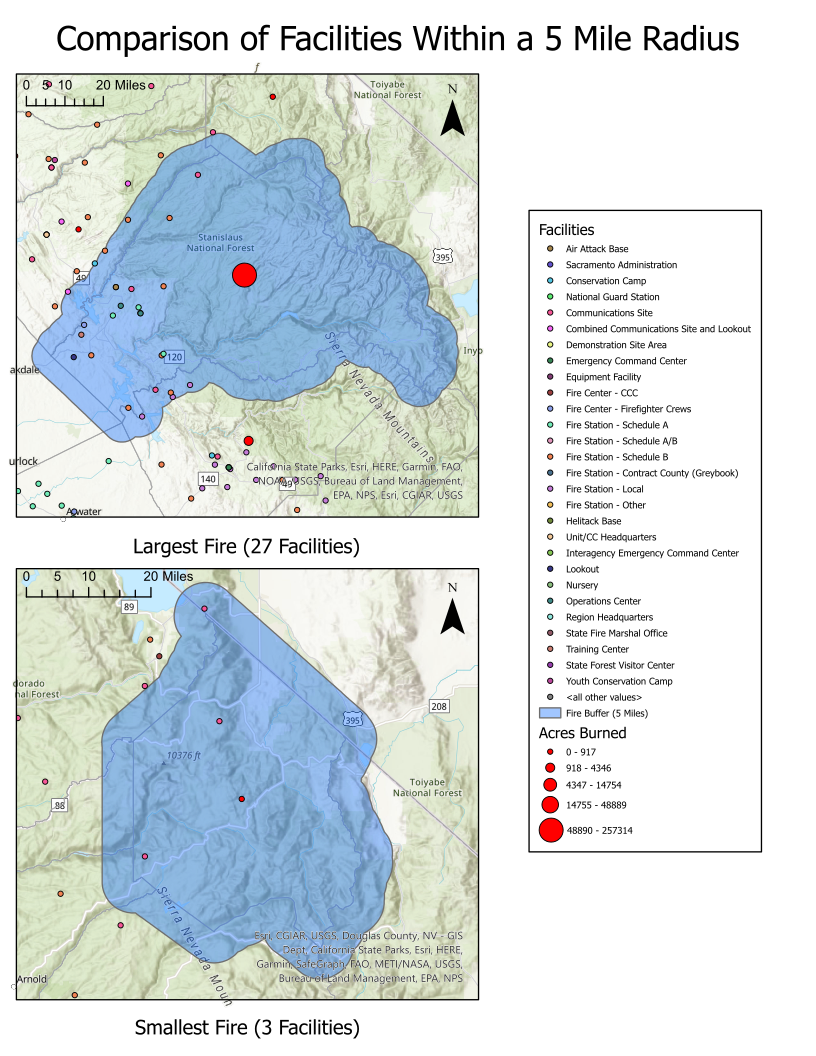 Comparison of Facilities Within a 5 Mile Radius
0 5 10 20 Miles
Toiyabe
National Forest
N
Stanislaus
National Forest
395
49
120
akdale
Inyo
Sierra Nevada Mountains
urlock
140
49
Atwater
California State Parks, Esri, HERE, Garmin, FAO,
NOAA, USGS, Bureau of Land Management,
EPA, NPS, Esri, CGIAR, USGS
Largest Fire (27 Facilities)
0 5 10 20 Miles
N
89
dorado
nal Forest
208
395
10376 ft
Toiyabe
National Forest
88
Sierra Nevada Moun
Arnold
Esri, CGIAR, USGS, Douglas County, NV - GIS
Dept, California State Parks, Esri, HERE,
Garmin, SafeGraph, FAO, METI/NASA, USGS,
Bureau of Land Management, EPA, NPS
Smallest Fire (3 Facilities)
Facilities
Air Attack Base
Sacramento Administration
Conservation Camp
National Guard Station
Communications Site
Combined Communications Site and Lookout
Demonstration Site Area
Emergency Command Center
Equipment Facility
Fire Center - CCC
Fire Center - Firefighter Crews
Fire Station - Schedule A
Fire Station - Schedule A/B
Fire Station - Schedule B
Fire Station - Contract County (Greybook)
Fire Station - Local
Fire Station - Other
Helitack Base
Unit/CC Headquarters
Interagency Emergency Command Center
Lookout
Nursery
Operations Center
Region Headquarters
State Fire Marshal Office
Training Center
State Forest Visitor Center
Youth Conservation Camp
<all other values>
Fire Buffer (5 Miles)
Acres Burned
0 - 917
918 - 4346
4347 - 14754
14755 - 48889
48890 - 257314